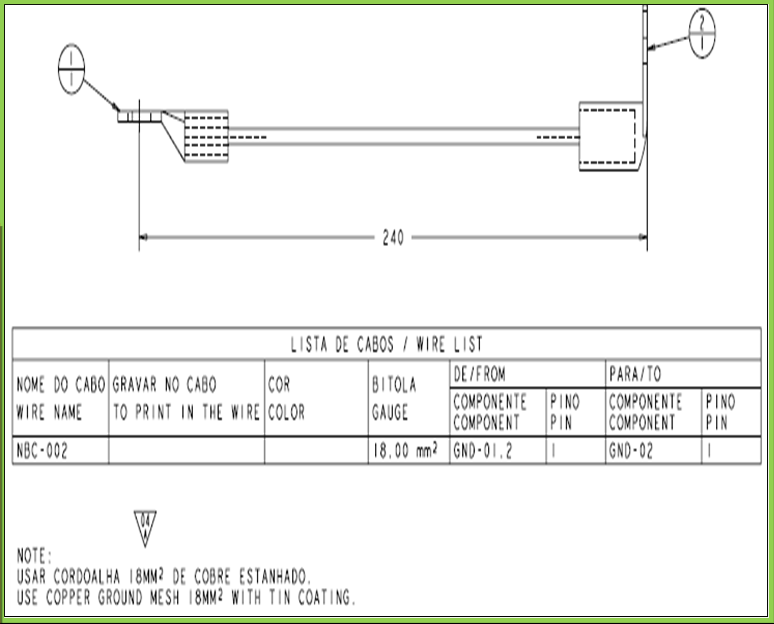 1
1
2
1
240
LISTA DE CABOS / WIRE LIST
NOME DO CABO
WIRE NAME
GRAVAR NO CABO
TO PRINT IN THE WIRE
COR
COLOR
BITOLA
GAUGE
DE/FROM
PARA/TO
COMPONENTE
COMPONENT
PINO
PIN
COMPONENTE
COMPONENT
PINO
PIN
NBC-002 18.00 mm² GND-01.2 1 GND-02 1
04
A
NOTE:
USAR CORDOALHA 18MM² DE COBRE ESTANHADO.
USE COPPER GROUND MESH 18MM² WITH TIN COATING.